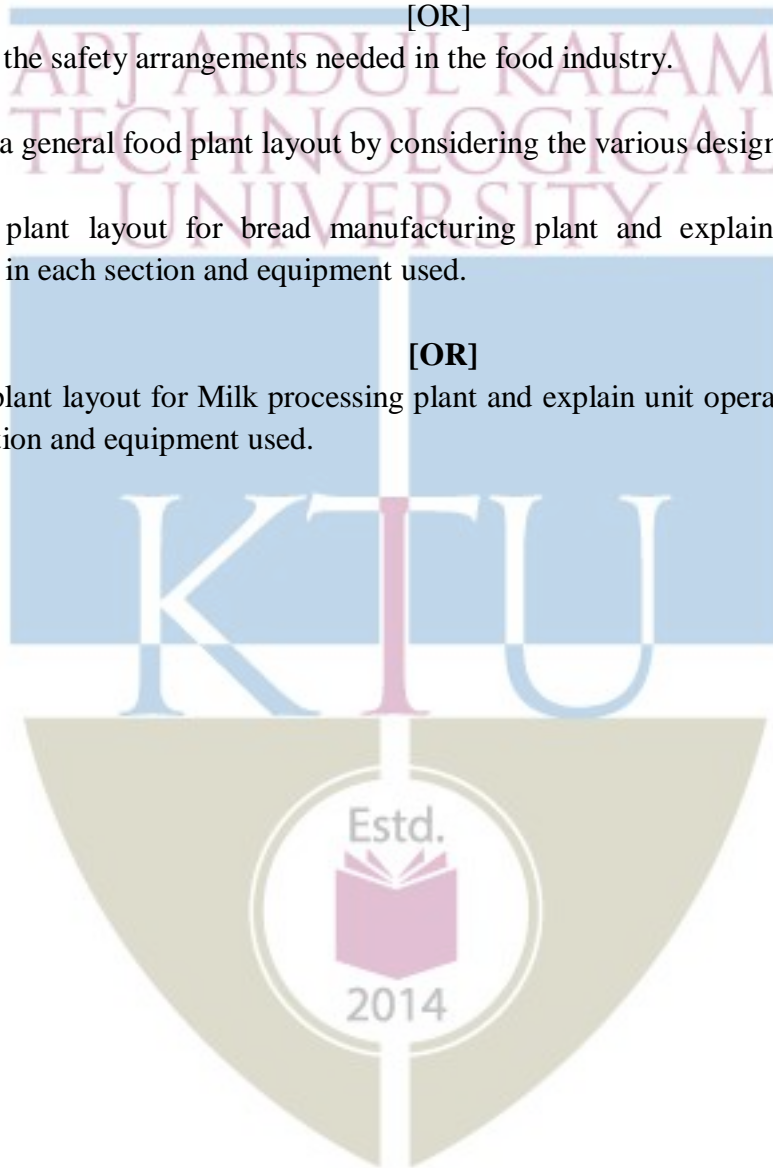 [OR]
the safety arrangements needed in the food industry.
APJ ABDUL KALAM
a general food plant layout by considering the various design
TECHNOLOGICAL
UNIVERSITY
plant layout for bread manufacturing plant and explain
in each section and equipment used.
[OR]
plant layout for Milk processing plant and explain unit opera
tion and equipment used.
KTU
Estd.
2014